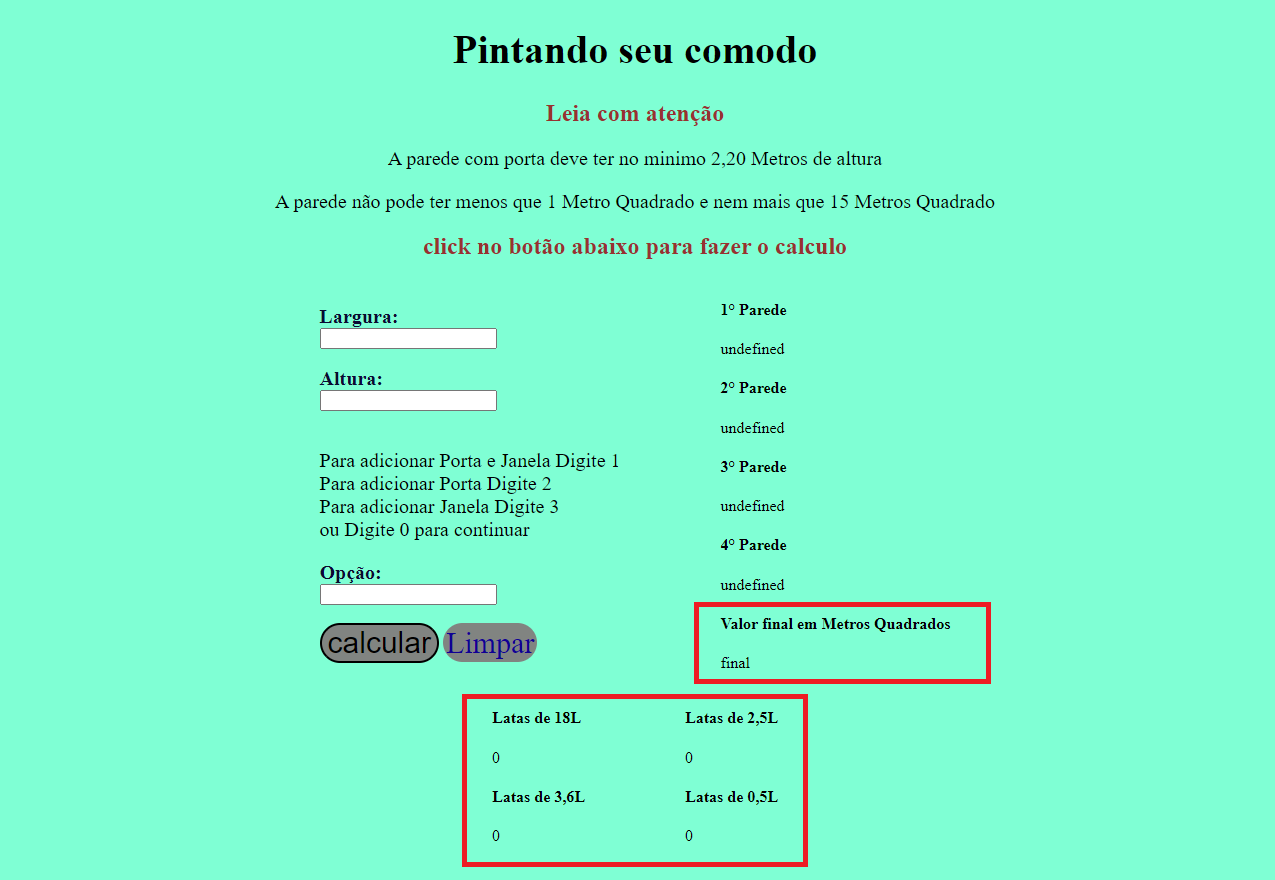 Pintando seu comodo
Leia com atenção
A parede com porta deve ter no minimo 2,20 Metros de altura
A parede não pode ter menos que 1 Metro Quadrado e nem mais que 15 Metros Quadrado
click no botão abaixo para fazer o calculo
Largura:
Altura:
Para adicionar Porta e Janela Digite 1
Para adicionar Porta Digite 2
Para adicionar Janela Digite 3
ou Digite 0 para continuar
Opção:
calcular Limpar
1° Parede
undefined
2° Parede
undefined
3° Parede
undefined
4° Parede
undefined
Valor final em Metros Quadrados
final
Latas de 18L Latas de 2,5L
0 0
Latas de 3,6L Latas de 0,5L
0 0